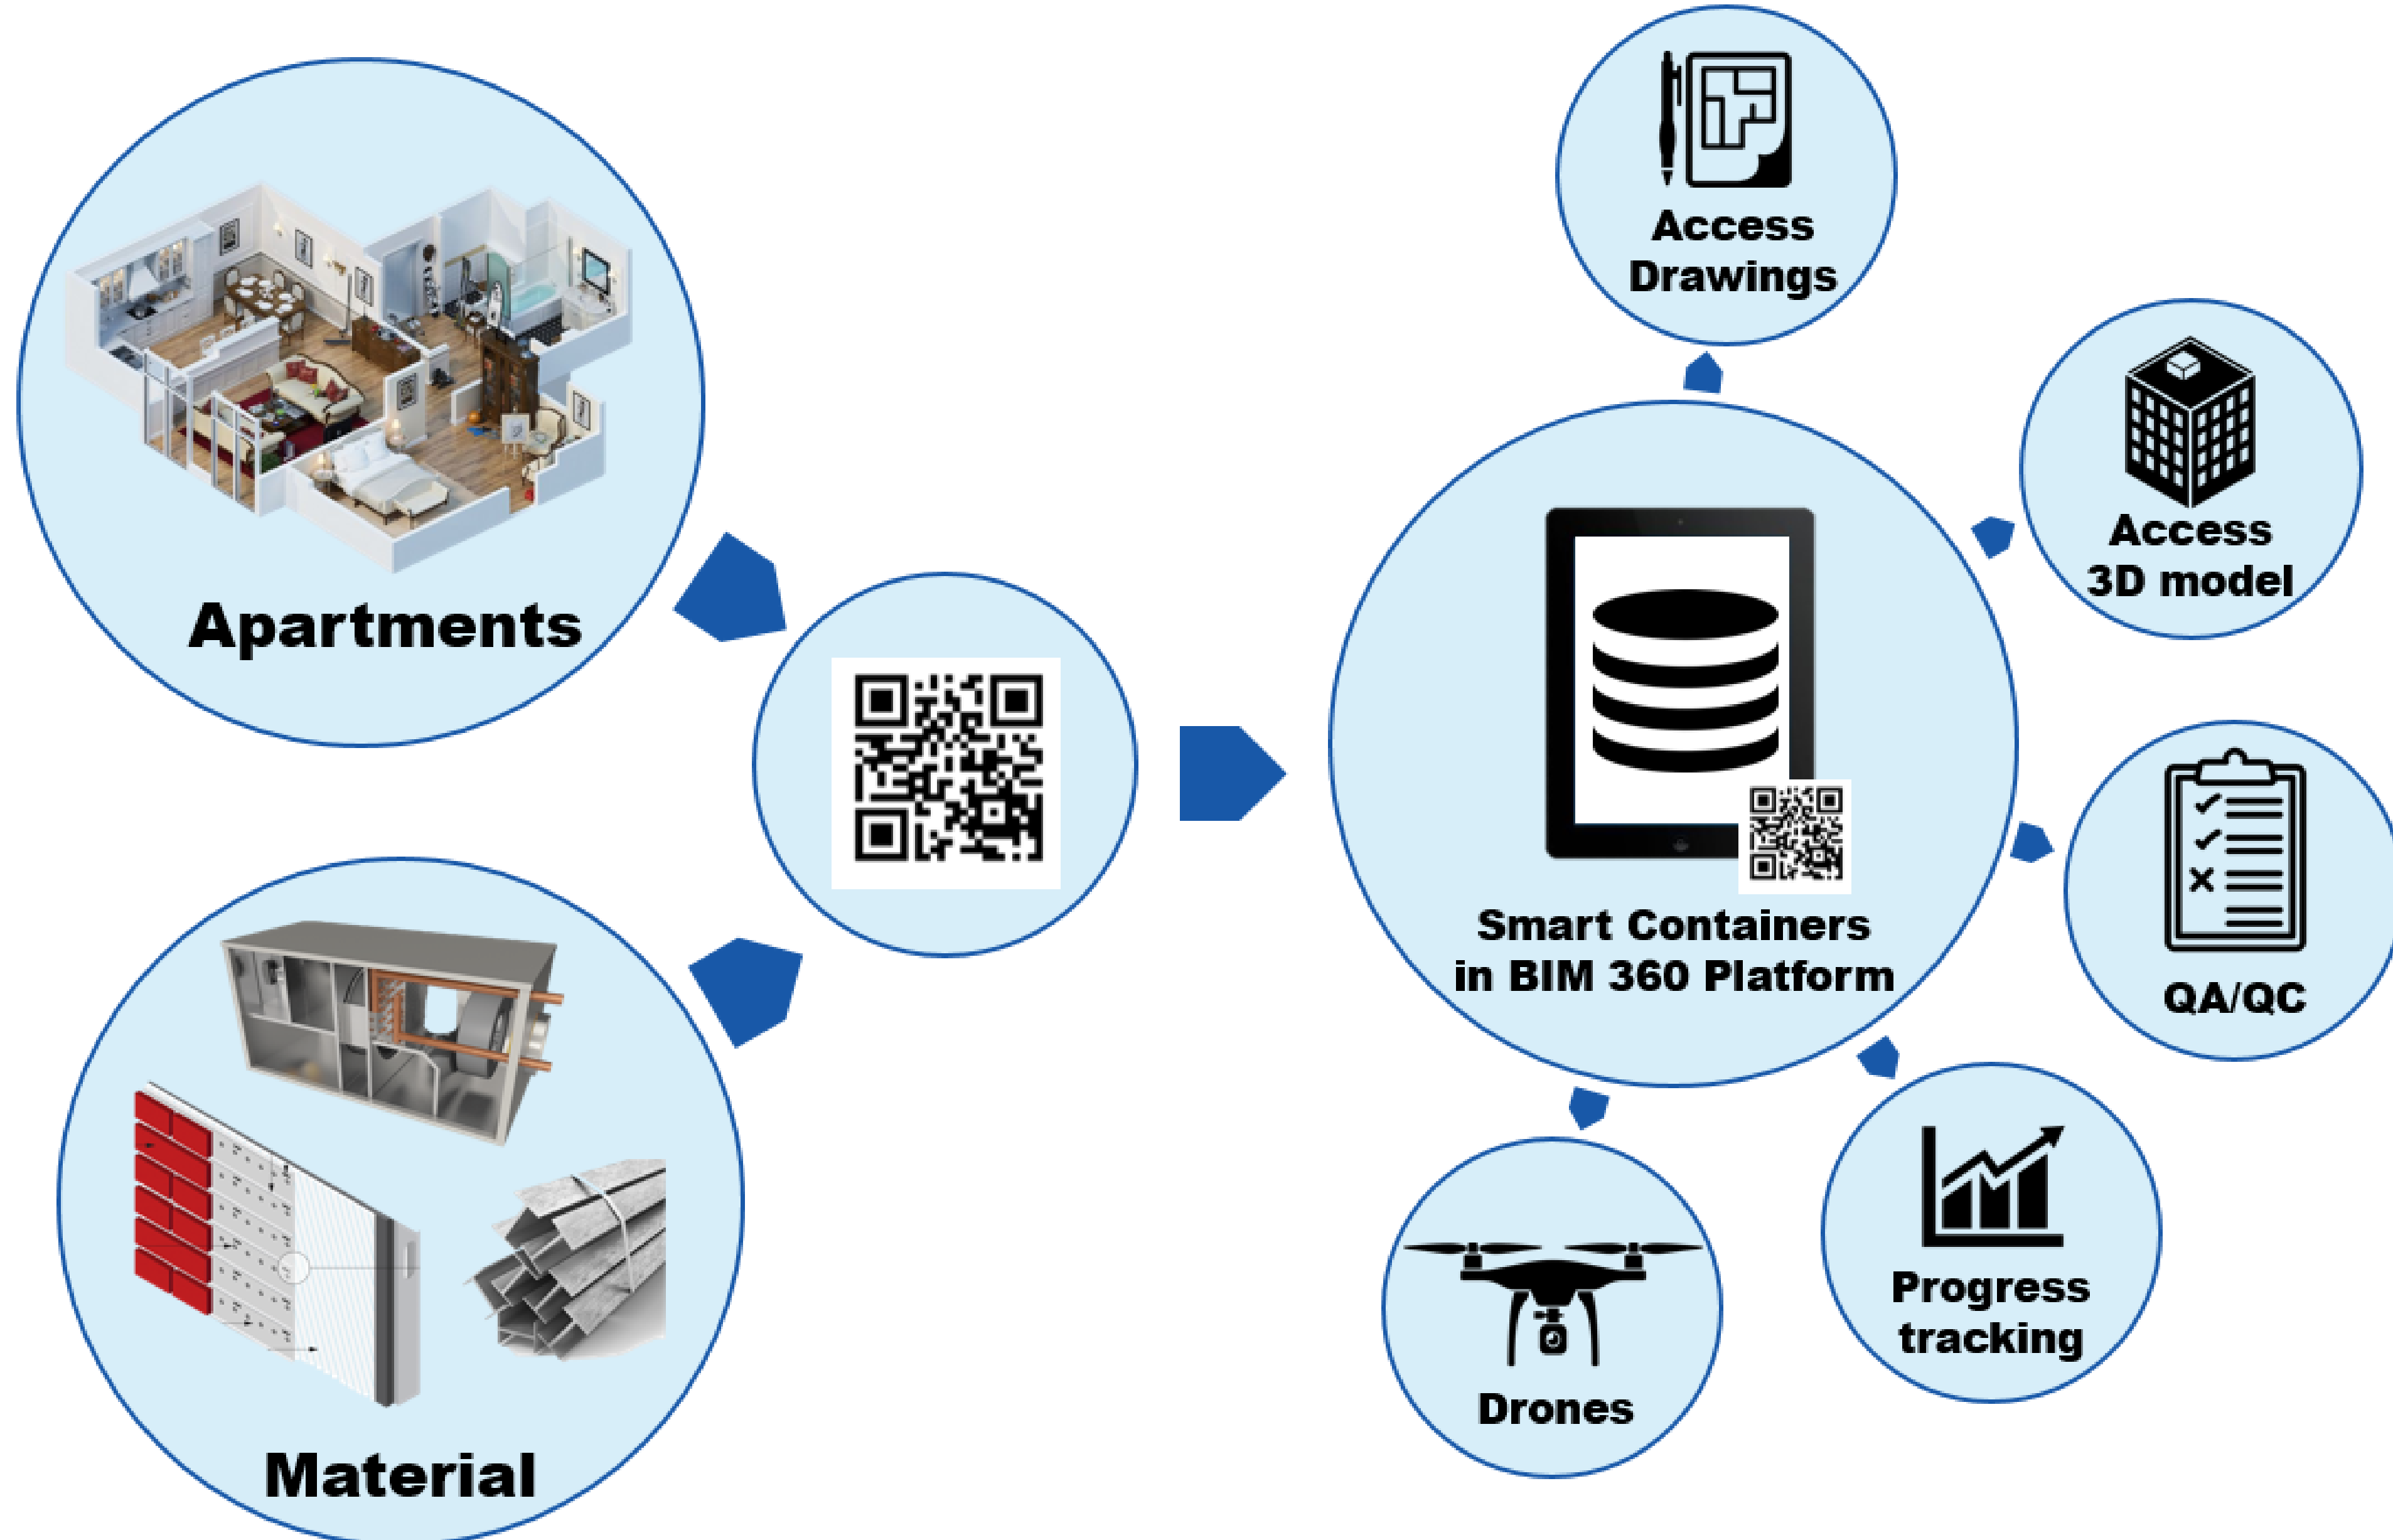 Apartments
Material
Smart Containers
in BIM 360 Platform
Access
Drawings
Access
3D model
QA/QC
Progress
tracking
Drones